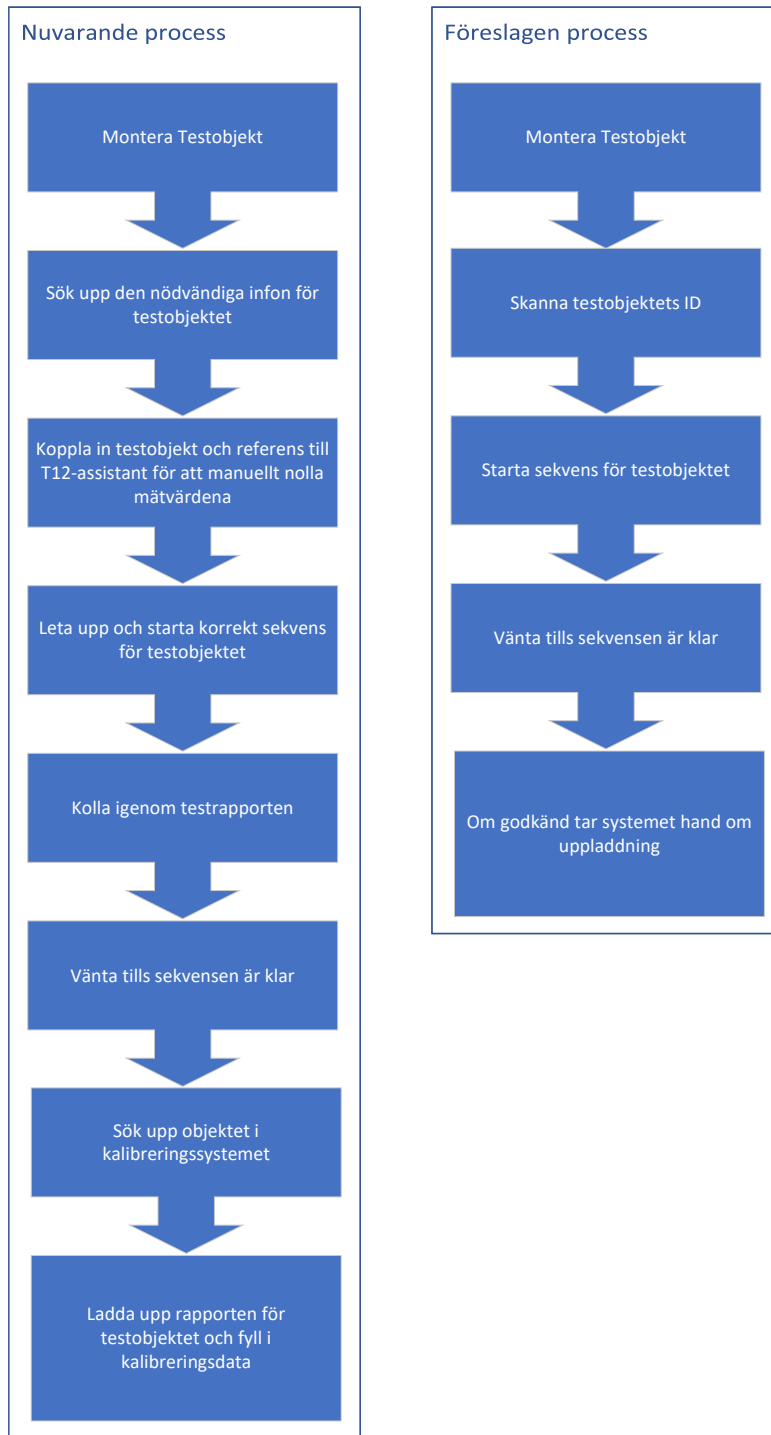 Nuvarande process
Montera Testobjekt
Sök upp den nödvändiga infon för
testobjektet
Koppla in testobjekt och referens till
T12-assistant för att manuellt nolla
mätvärdena
Leta upp och starta korrekt sekvens
för testobjektet
Kolla igenom testrapporten
Vänta tills sekvensen är klar
Sök upp objektet i
kalibreringssystemet
Ladda upp rapporten för
testobjektet och fyll i
kalibreringsdata
Föreslagen process
Montera Testobjekt
Skanna testobjektets ID
Starta sekvens för testobjektet
Vänta tills sekvensen är klar
Om godkänd tar systemet hand om
uppladdning